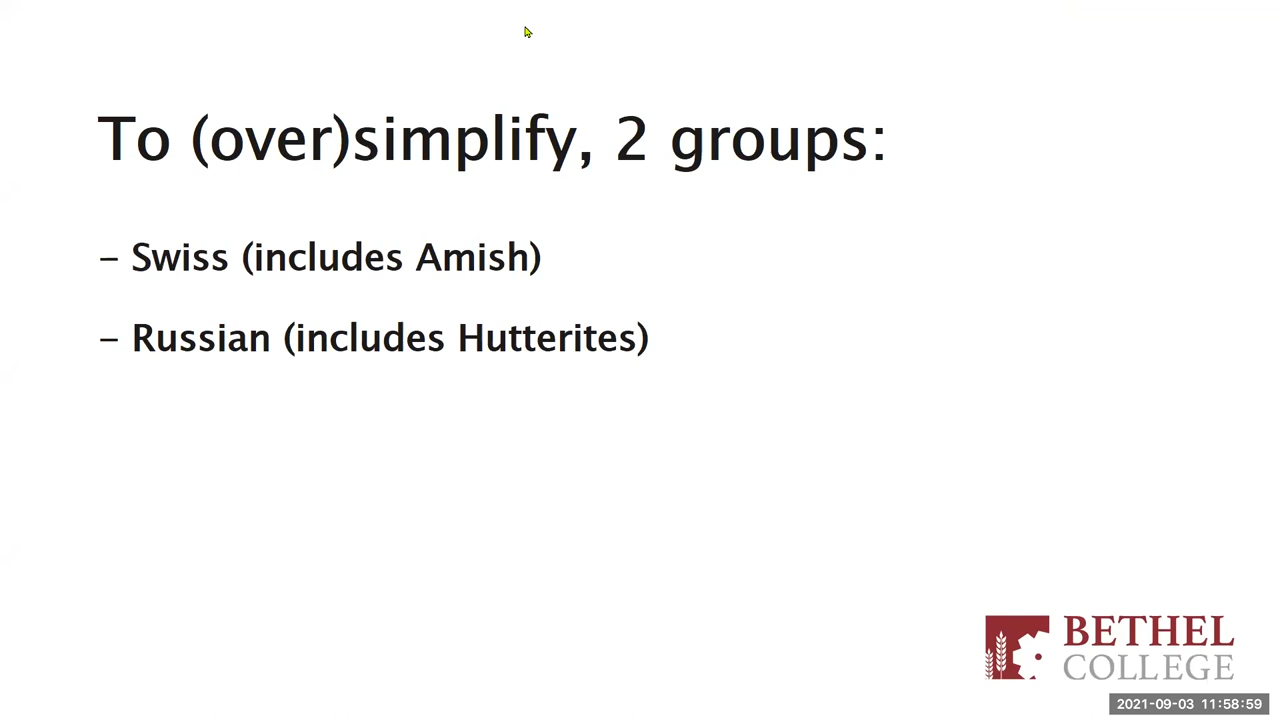 To (over)simplify, 2 groups:
– Swiss (includes Amish)
– Russian (includes Hutterites)
BETHEL
COLLEGE
2021-09-03 11:58:59